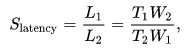 S_latency = L_1 / L_2 = T_1 W_2 / T_2 W_1 ,